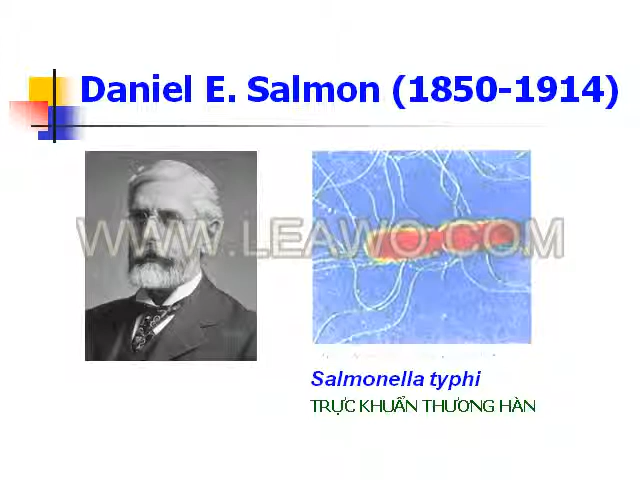 Daniel E. Salmon (1850-1914)
WWW.LEAWO.COM
Salmonella typhi
TRỰC KHUẨN THƯƠNG HÀN